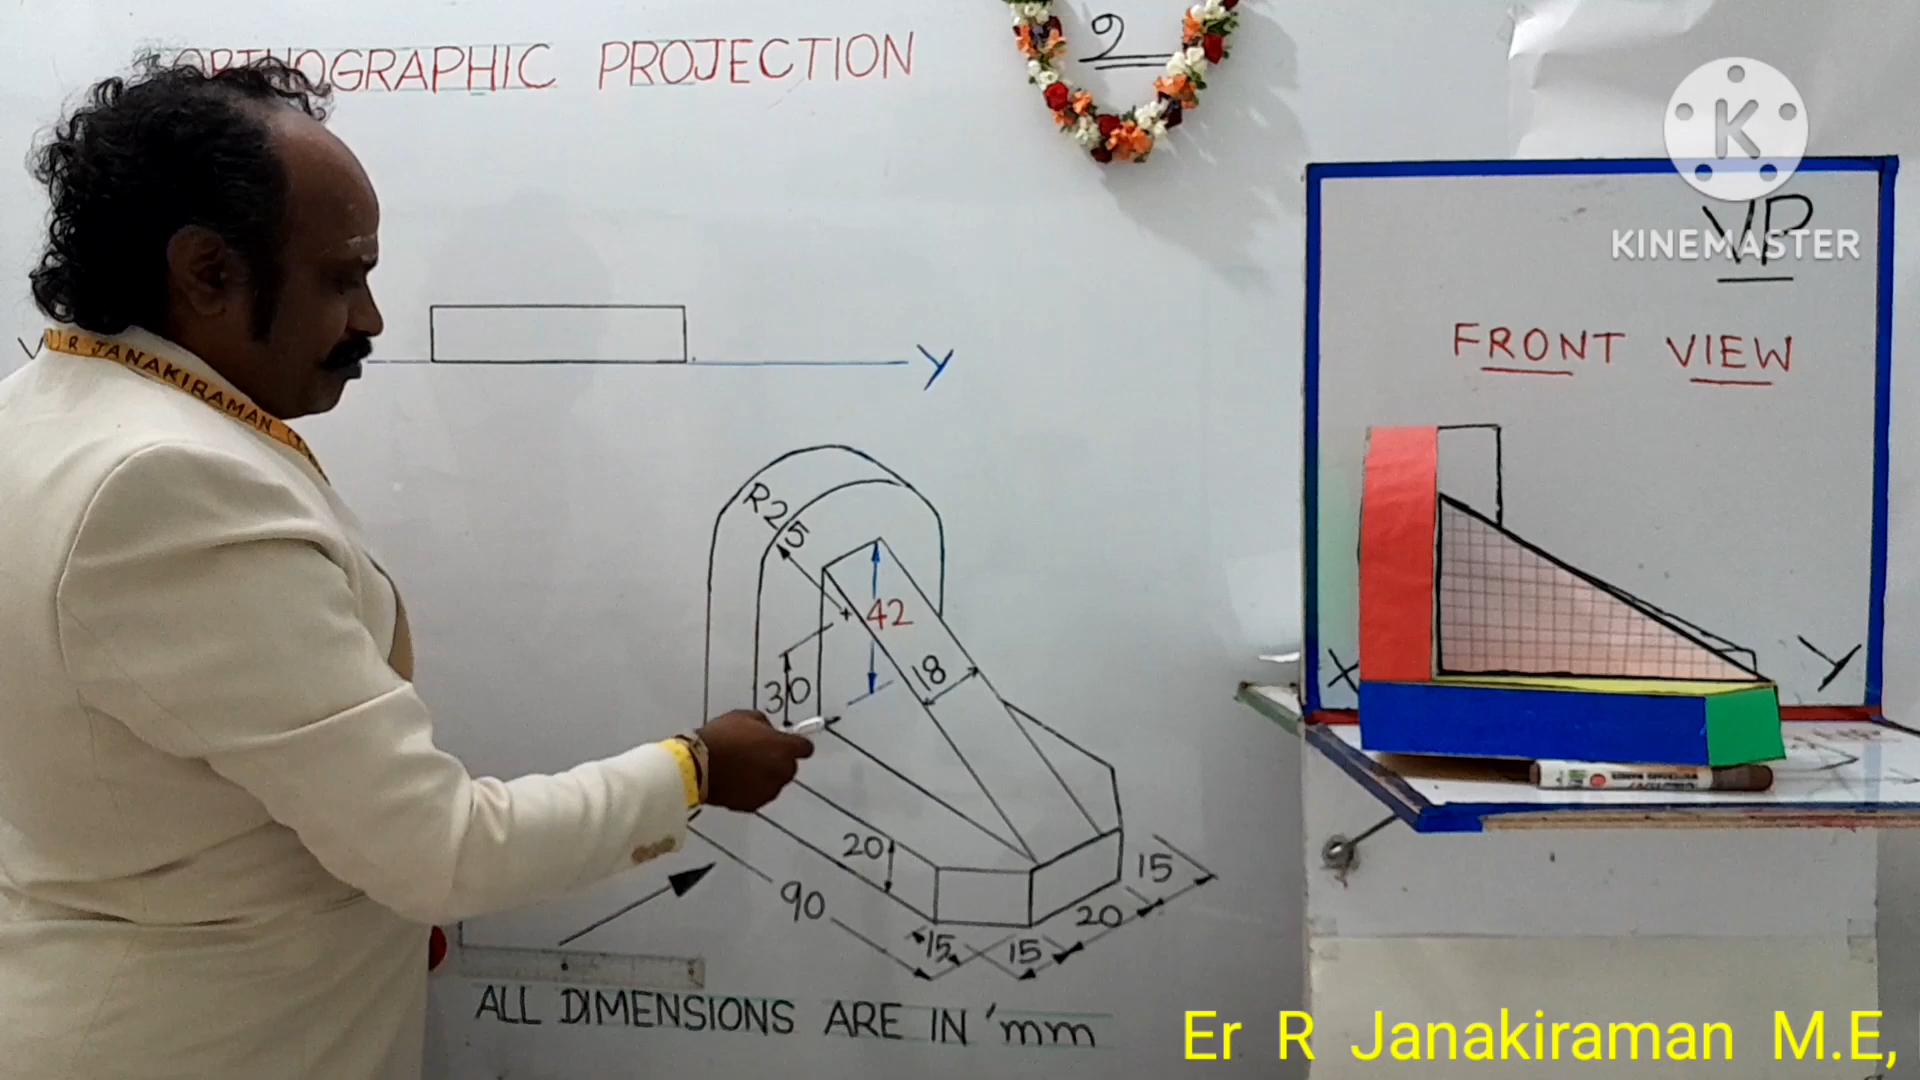 ORTHOGRAPHIC PROJECTION
2
VP
KINEMASTER
FRONT VIEW
R JANAKIRAMAN
Y
X Y
R25
42
18
30
20
90
15
20
15
15
ALL DIMENSIONS ARE IN 'mm
Er R Janakiraman M.E,